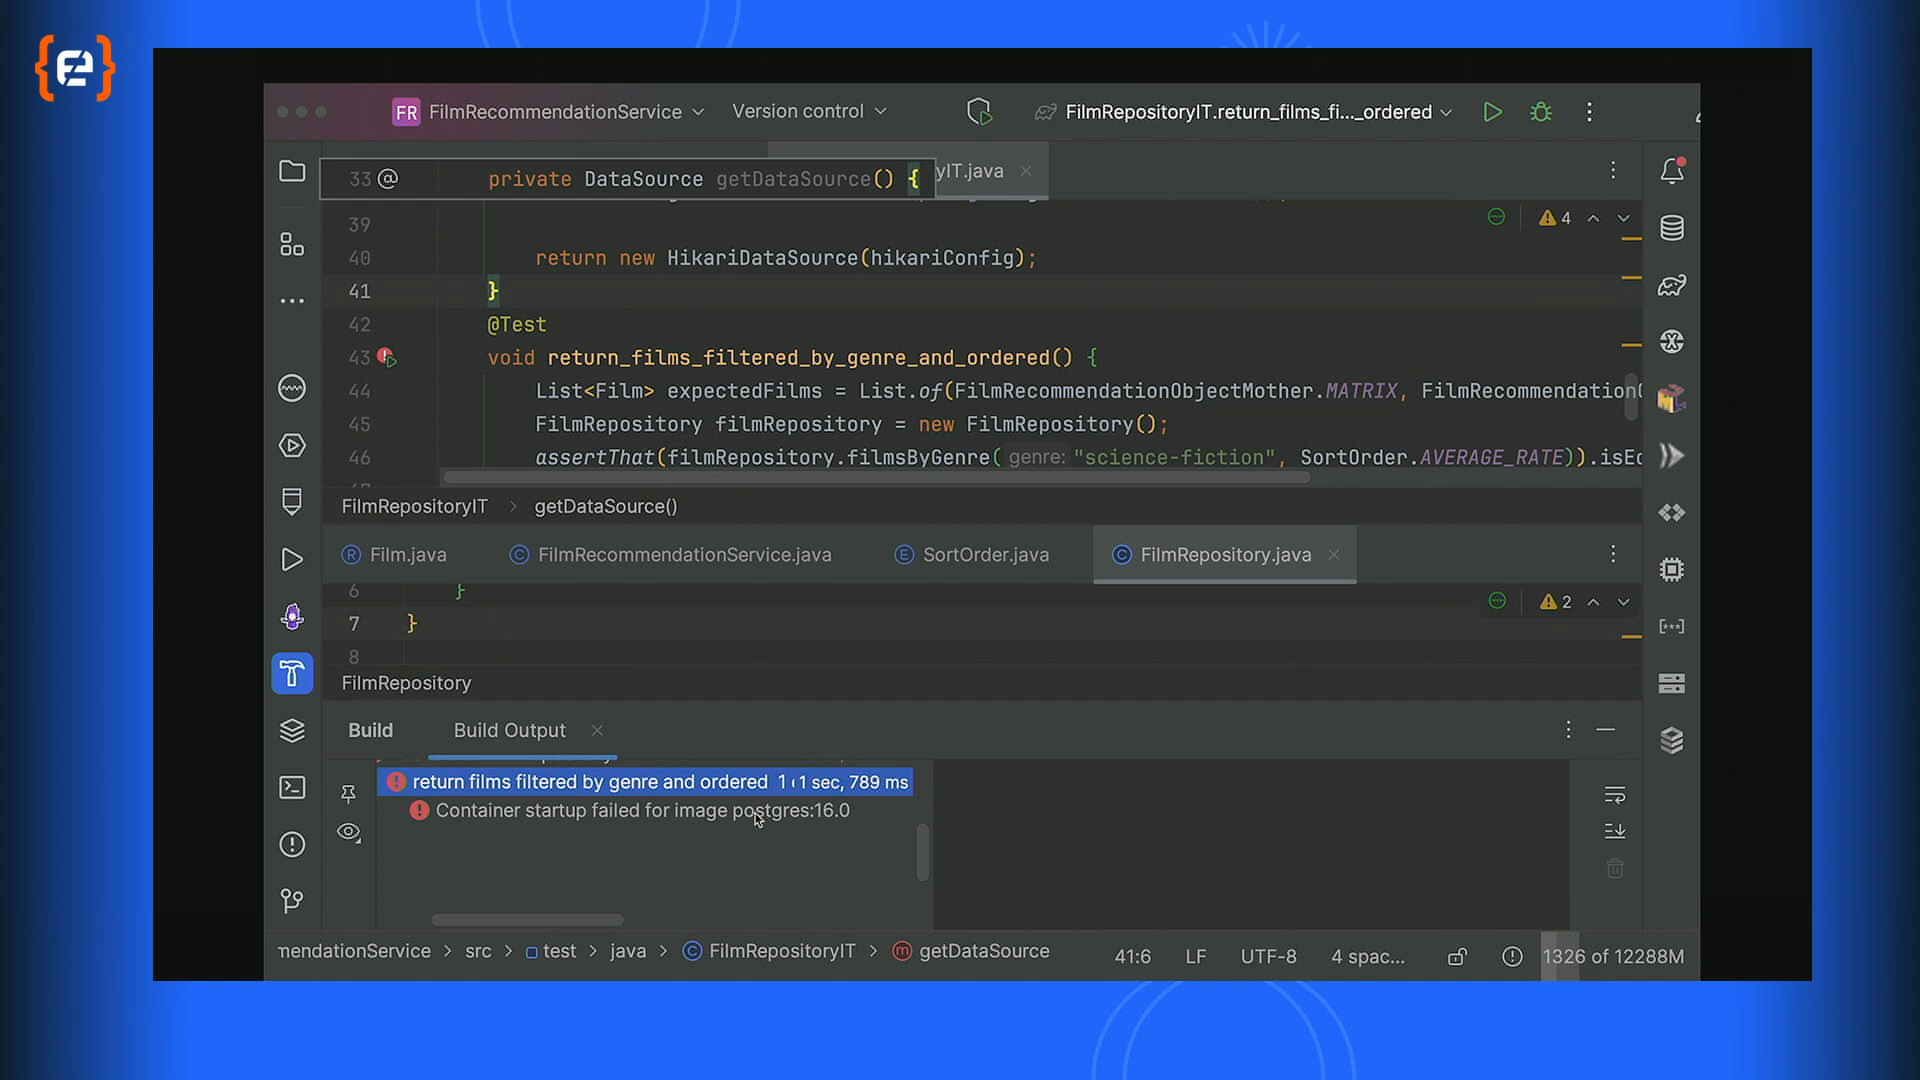 FR FilmRecommendationService Version control FilmRepositoryIT.return_films_fi..._ordered
33 @ private DataSource getDataSource() { yIT.java
39 4
40 return new HikariDataSource(hikariConfig);
41 }
42 @Test
43 void return_films_filtered_by_genre_and_ordered() {
44 List<Film> expectedFilms = List.of(FilmRecommendationObjectMother.MATRIX, FilmRecommendationO
45 FilmRepository filmRepository = new FilmRepository();
46 assertThat(filmRepository.filmsByGenre( genre: "science-fiction", SortOrder.AVERAGE_RATE)).isEq
FilmRepositoryIT > getDataSource()
R Film.java C FilmRecommendationService.java E SortOrder.java C FilmRepository.java
6 } 2
7 }
8
FilmRepository
Build Build Output
return films filtered by genre and ordered 1 1 sec, 789 ms
Container startup failed for image postgres:16.0
mendationService > src > test > java > C FilmRepositoryIT > m getDataSource 41:6 LF UTF-8 4 spac... 1326 of 12288M